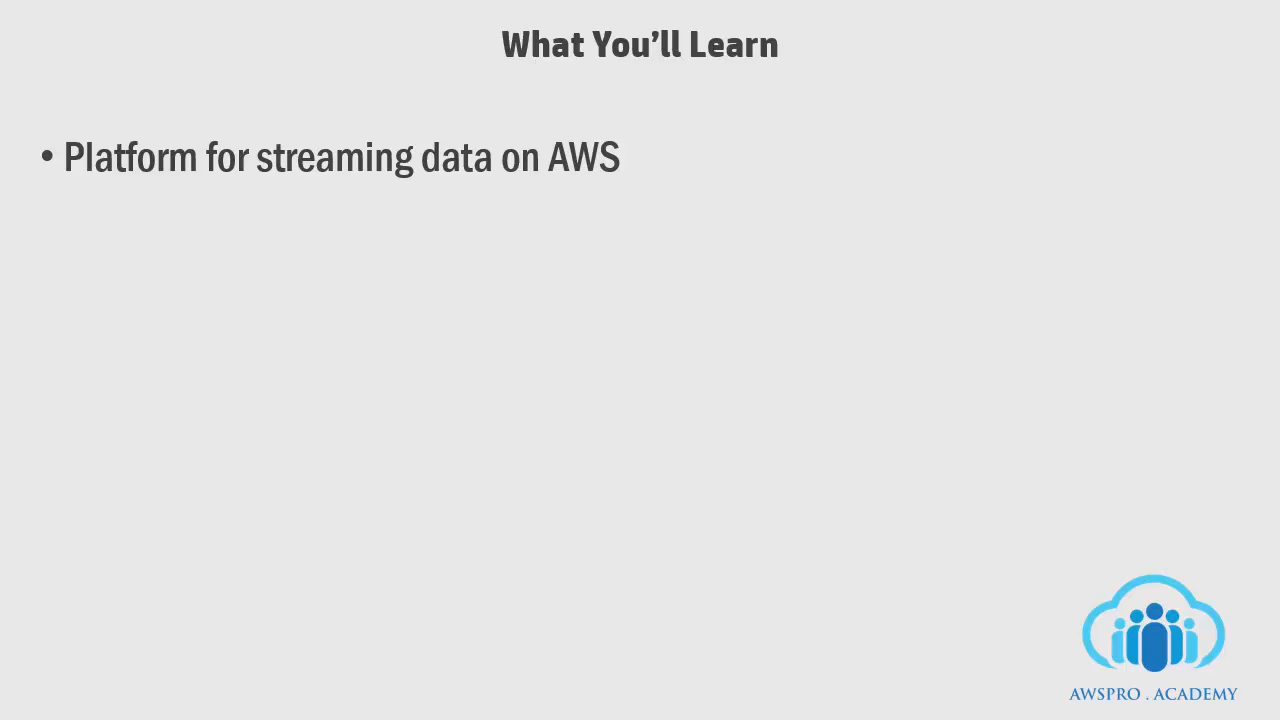 What You’ll Learn
• Platform for streaming data on AWS
AWSPRO . ACADEMY